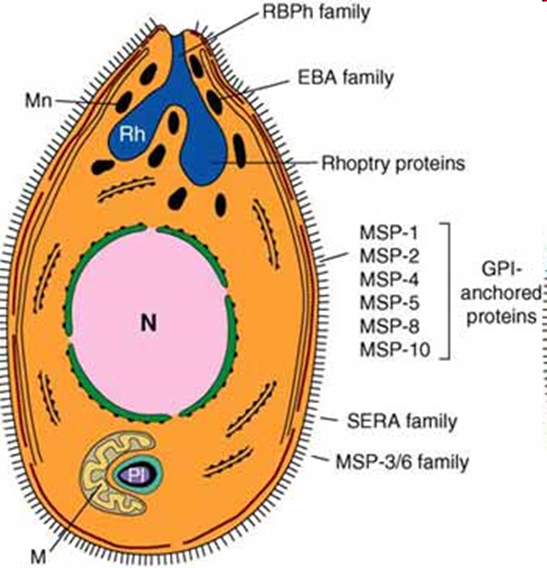 RBPh family
EBA family
Mn
Rh
Rhoptry proteins
MSP-1
MSP-2
MSP-4
MSP-5
MSP-8
MSP-10
GPI-
anchored
proteins
N
SERA family
MSP-3/6 family
Pl
M